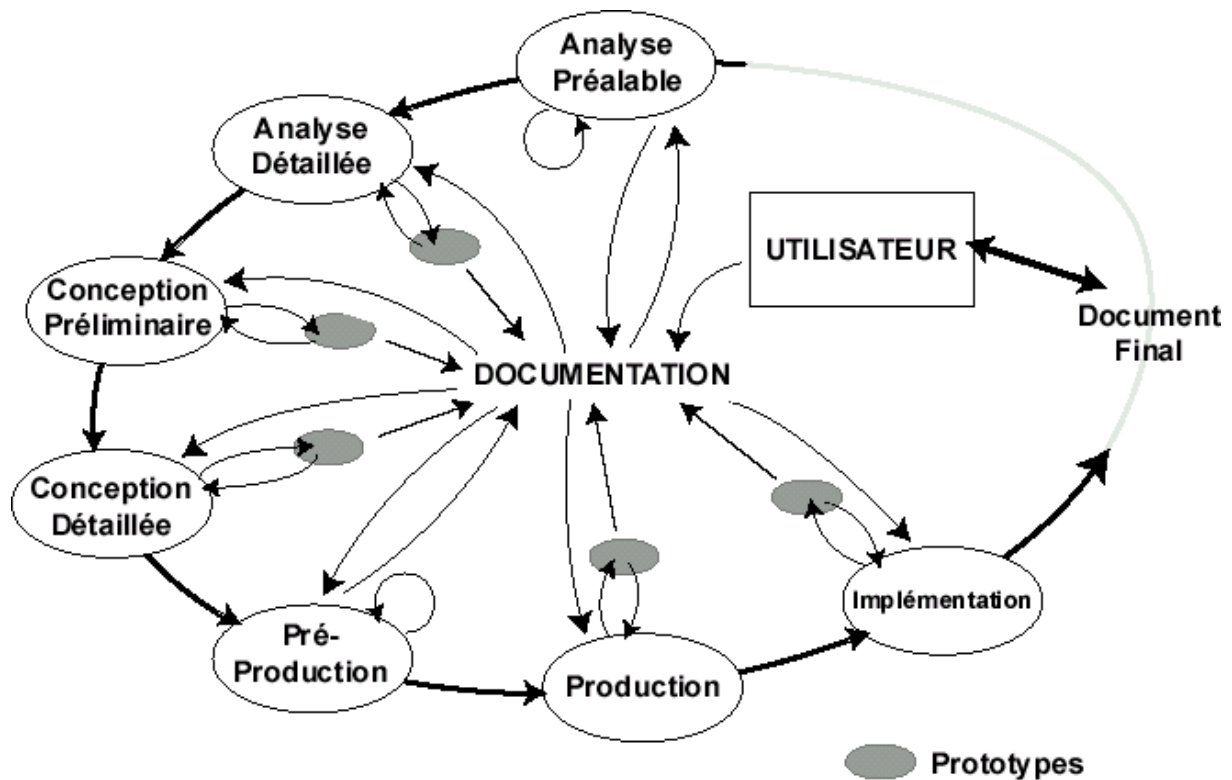 Analyse
Préalable
Analyse
Détaillée
UTILISATEUR
Conception
Préliminaire
Document
Final
DOCUMENTATION
Conception
Détaillée
Implémentation
Pré-
Production
Production
Prototypes